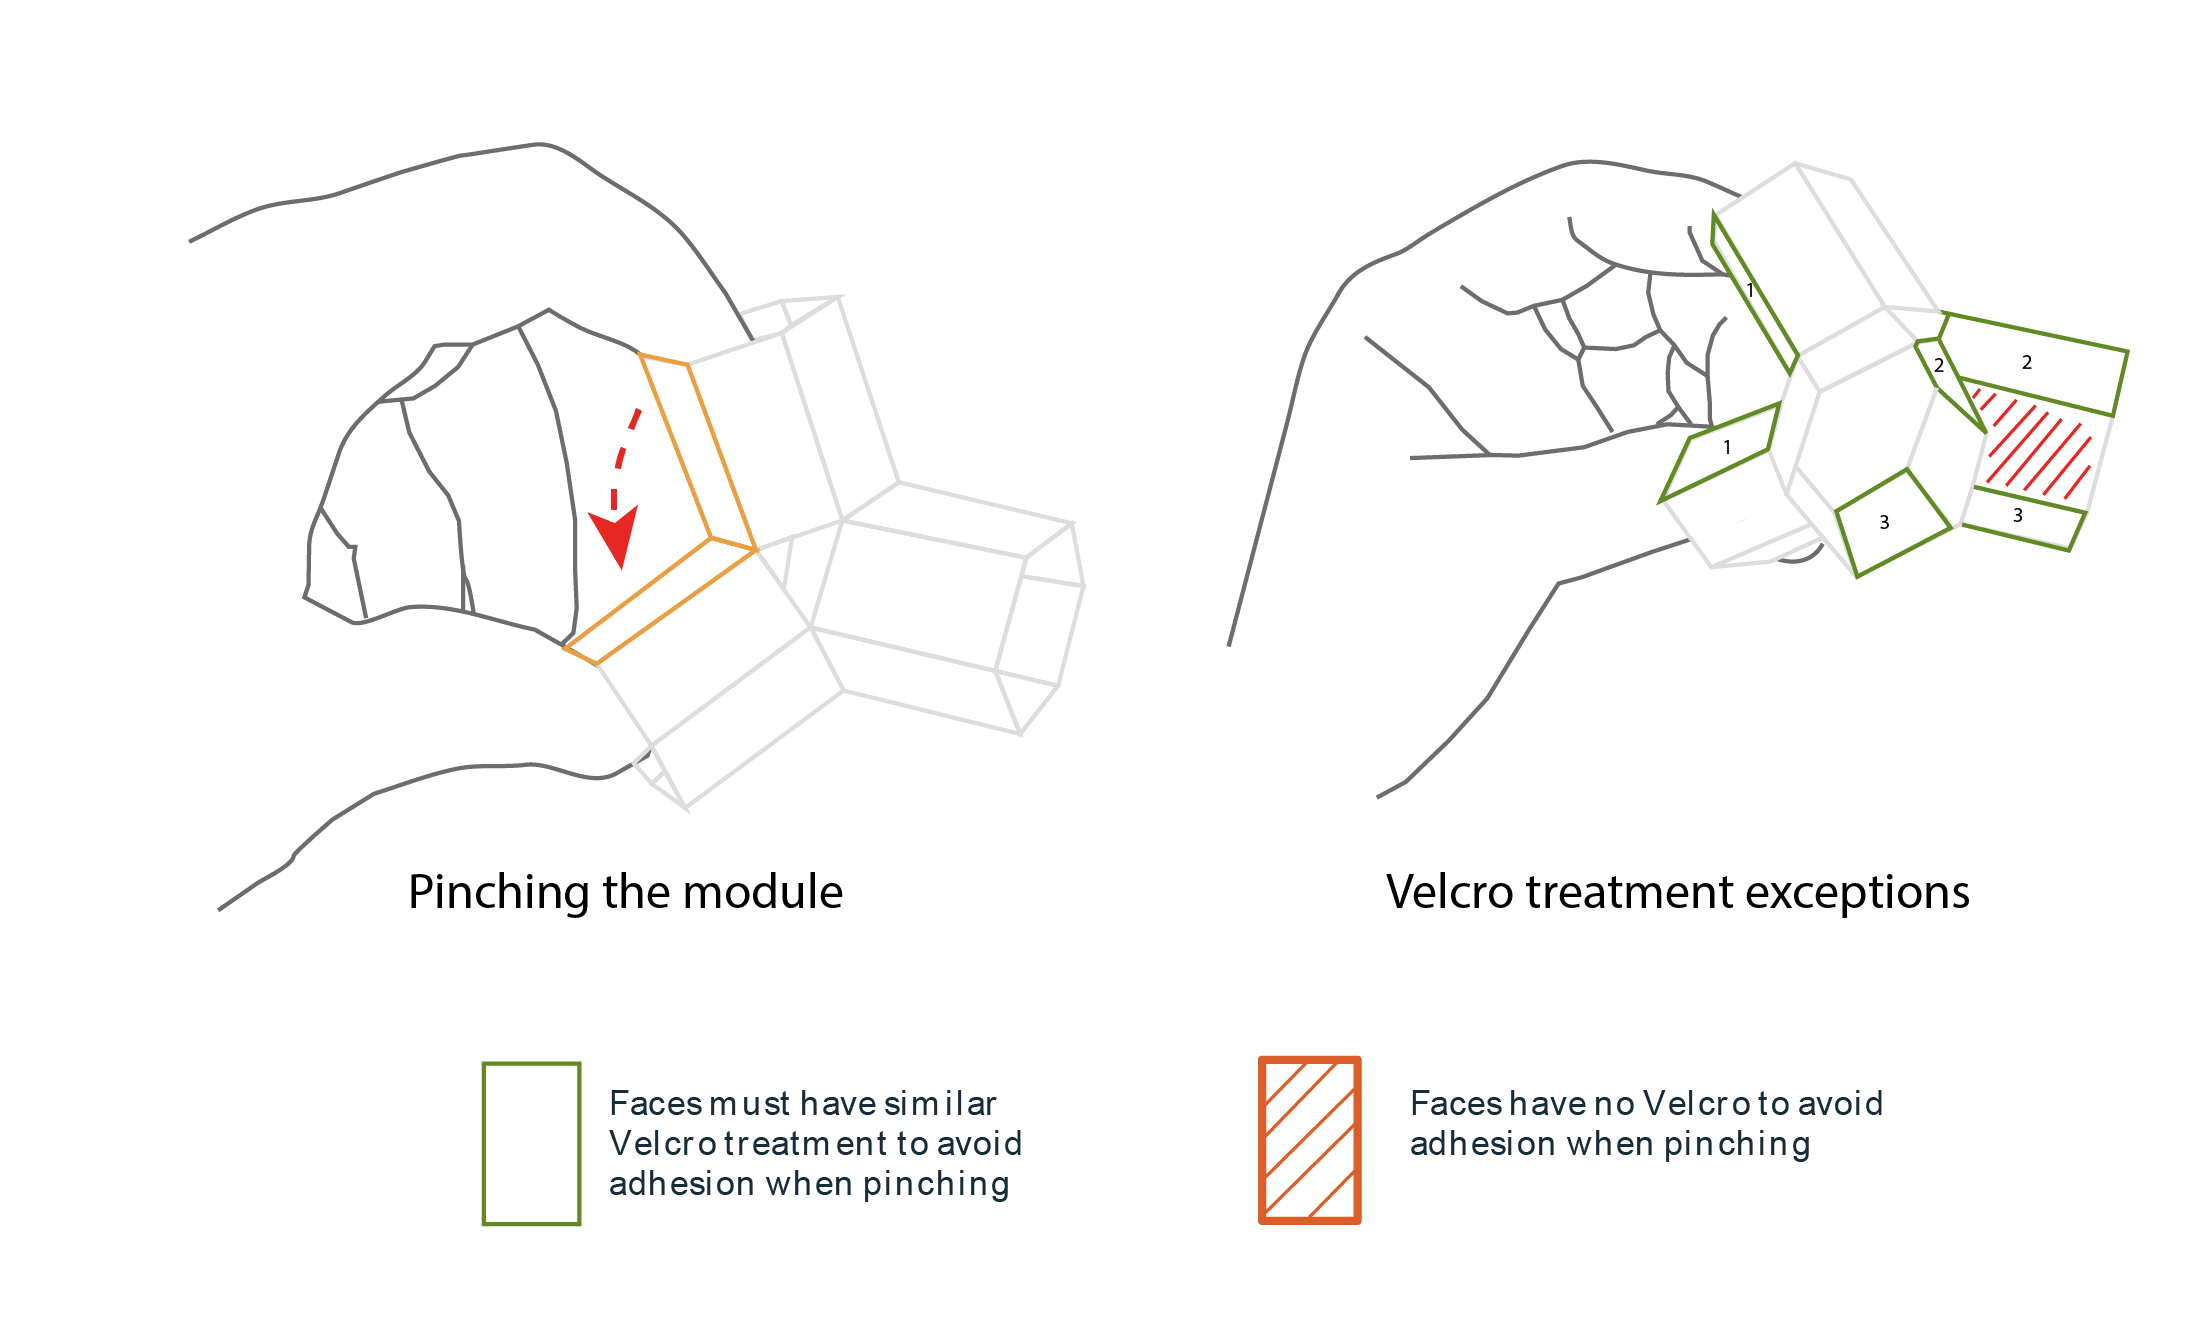 1
2
2
1
3
3
Pinching the module
Velcro treatment exceptions
Faces must have similar
Velcro treatment to avoid
adhesion when pinching
Faces have no Velcro to avoid
adhesion when pinching